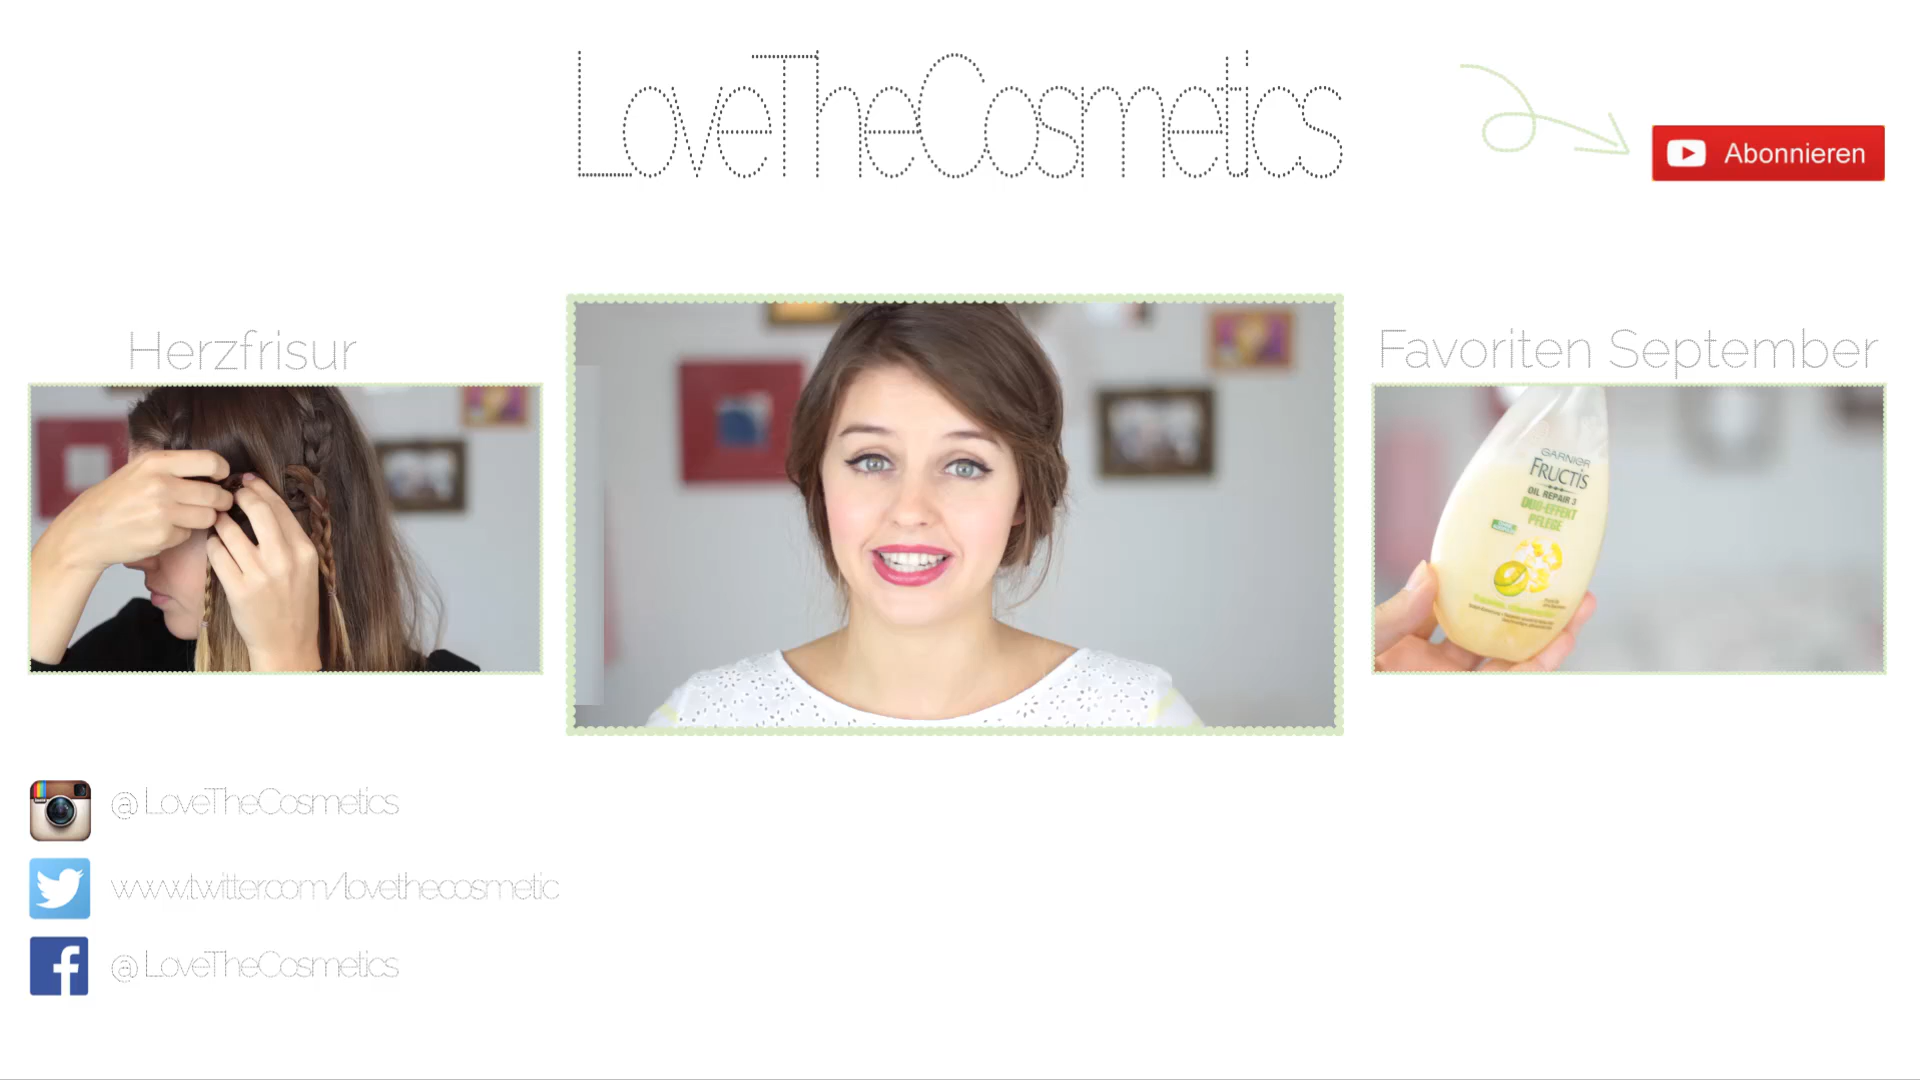 LoveTheCosmetics
Abonnieren
Herzfrisur
Favoriten September
GARNIER
FRUCTIS
OIL REPAIR 3
DUO-EFFEKT
PFLEGE
@LoveTheCosmetics
www.twitter.com/lovethecosmetic
@LoveTheCosmetics